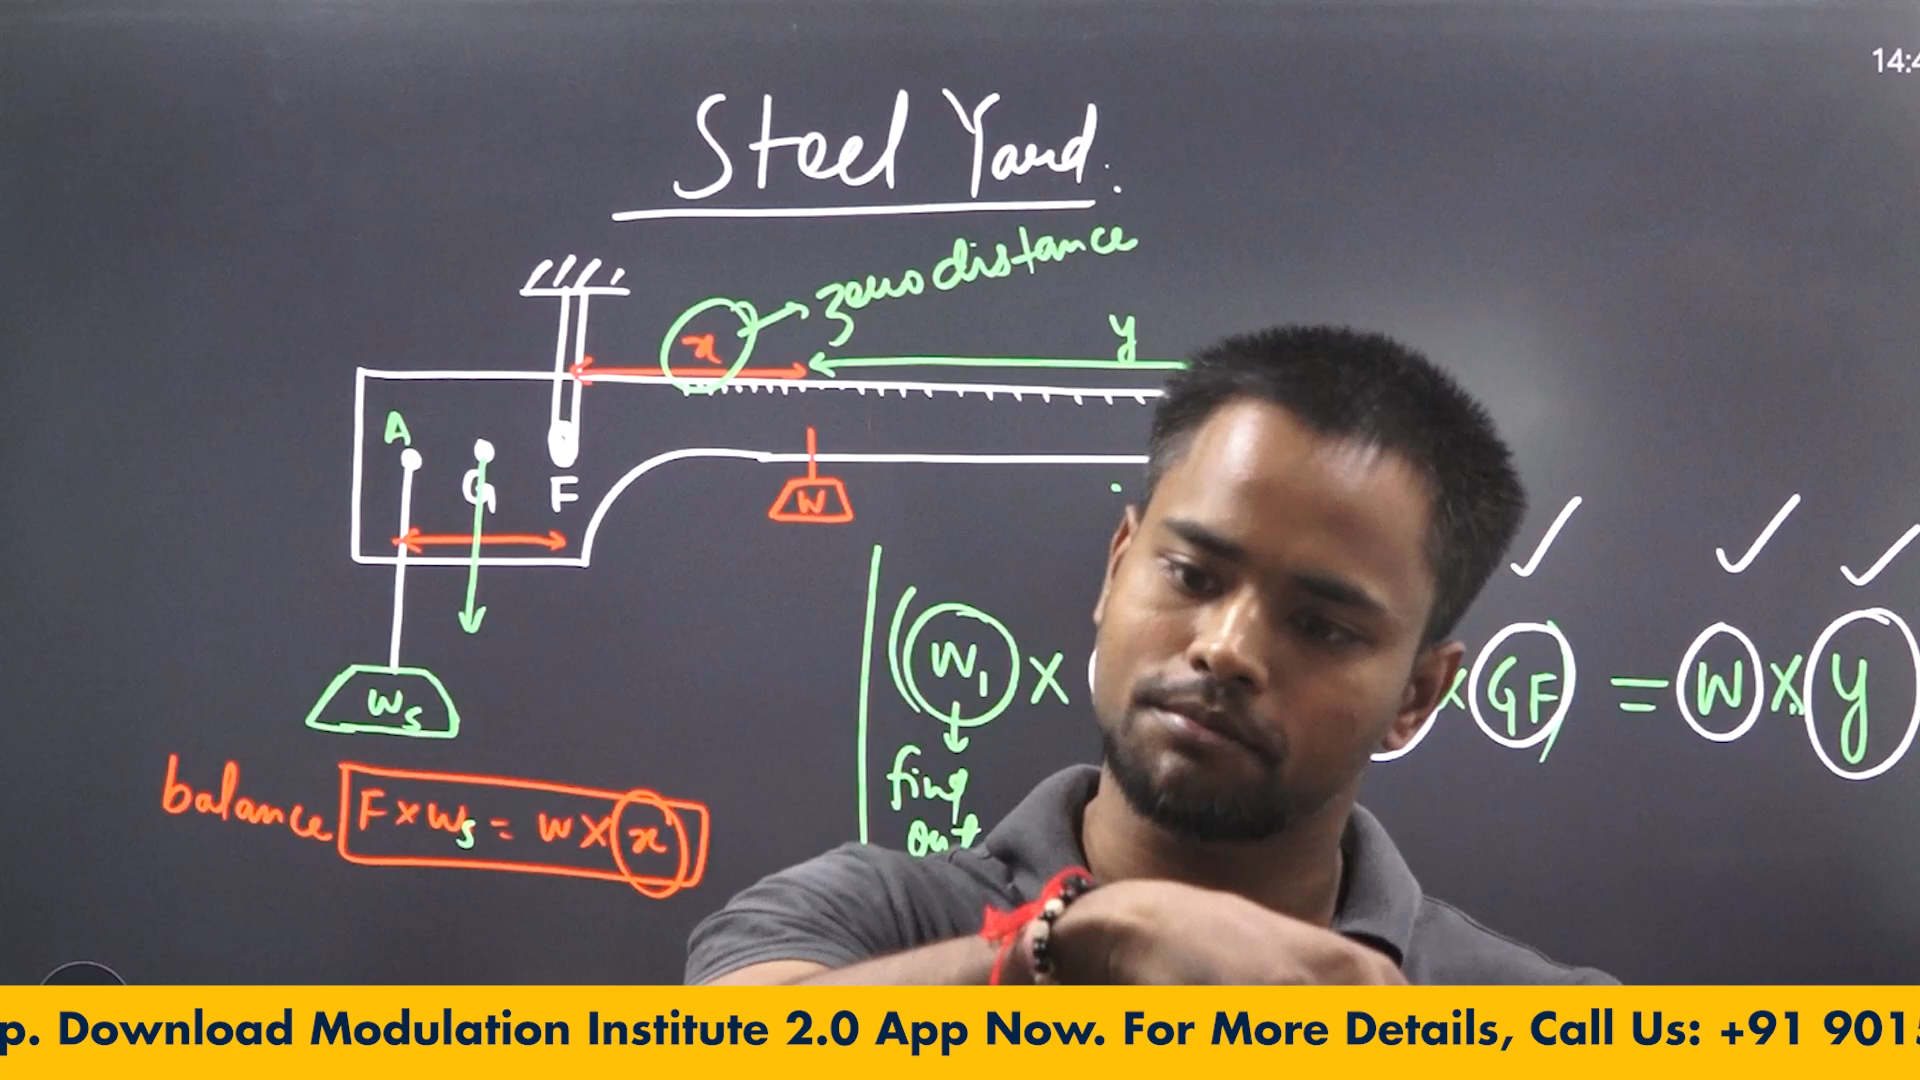 14:4
Steel Yard.
x → zero distance
y
A
G F
W
Ws
W1 X
find
out
x GF = W X y
balance F x Ws = W X x
p. Download Modulation Institute 2.0 App Now. For More Details, Call Us: +91 9015